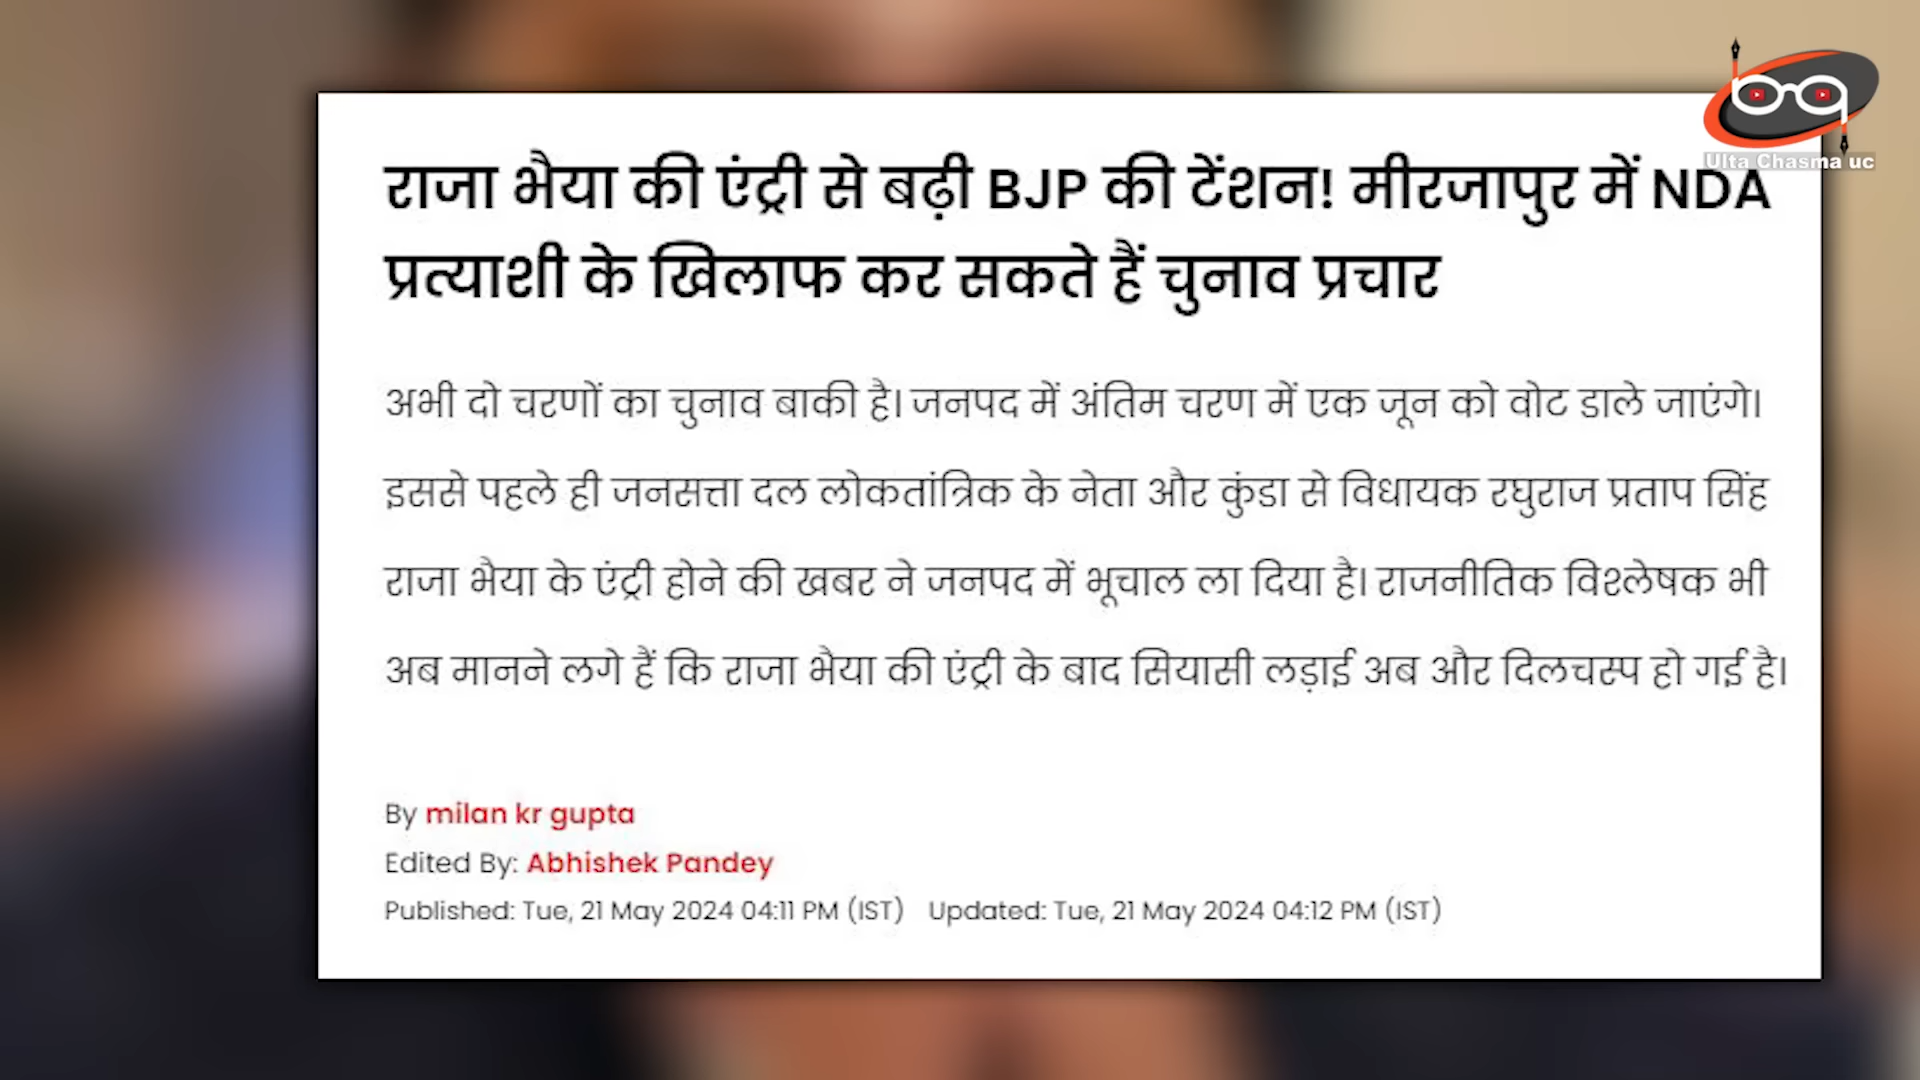 Ulta Chasma uc
राजा भैया की एंट्री से बढ़ी BJP की टेंशन! मीरजापुर में NDA
प्रत्याशी के खिलाफ कर सकते हैं चुनाव प्रचार
अभी दो चरणों का चुनाव बाकी है। जनपद में अंतिम चरण में एक जून को वोट डाले जाएंगे।
इससे पहले ही जनसत्ता दल लोकतांत्रिक के नेता और कुंडा से विधायक रघुराज प्रताप सिंह
राजा भैया के एंट्री होने की खबर ने जनपद में भूचाल ला दिया है। राजनीतिक विश्लेषक भी
अब मानने लगे हैं कि राजा भैया की एंट्री के बाद सियासी लड़ाई अब और दिलचस्प हो गई है।
By milan kr gupta
Edited By: Abhishek Pandey
Published: Tue, 21 May 2024 04:11 PM (IST) Updated: Tue, 21 May 2024 04:12 PM (IST)